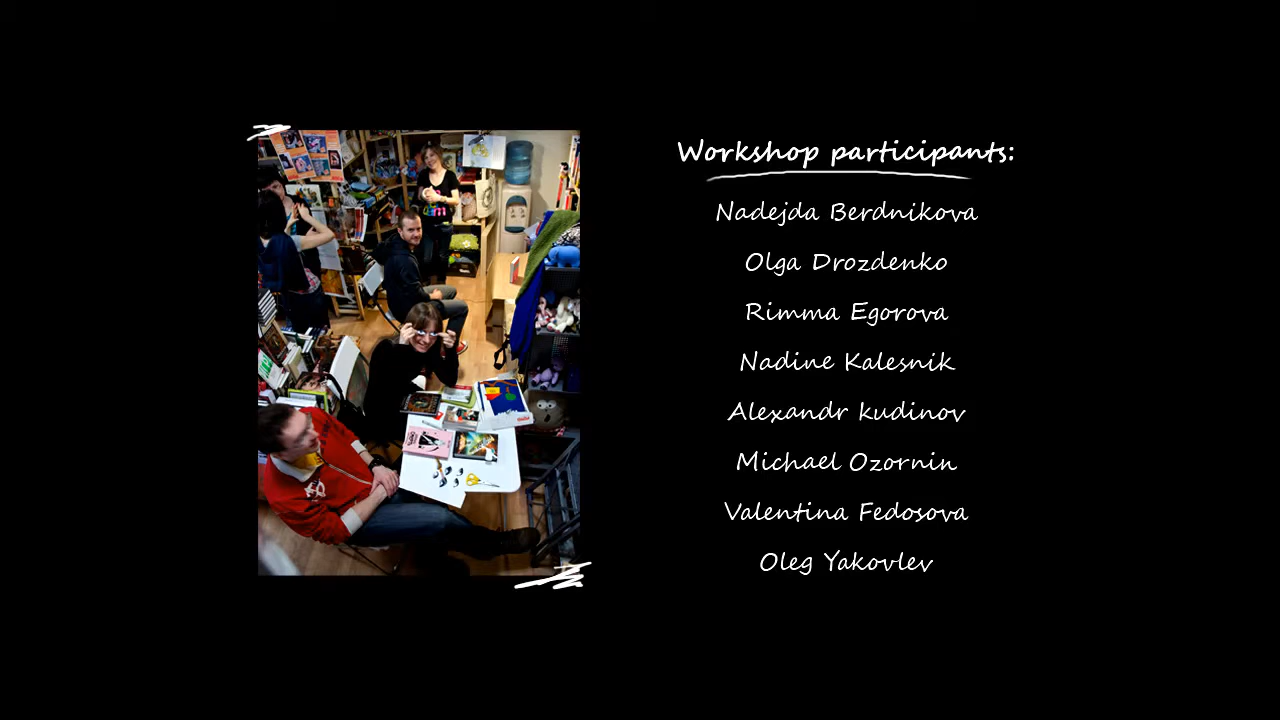 Workshop participants:
Nadejda Berdnikova
Olga Drozdenko
Rimma Egorova
Nadine Kalesnik
Alexandr kudinov
Michael Ozornin
Valentina Fedosova
Oleg Yakovlev